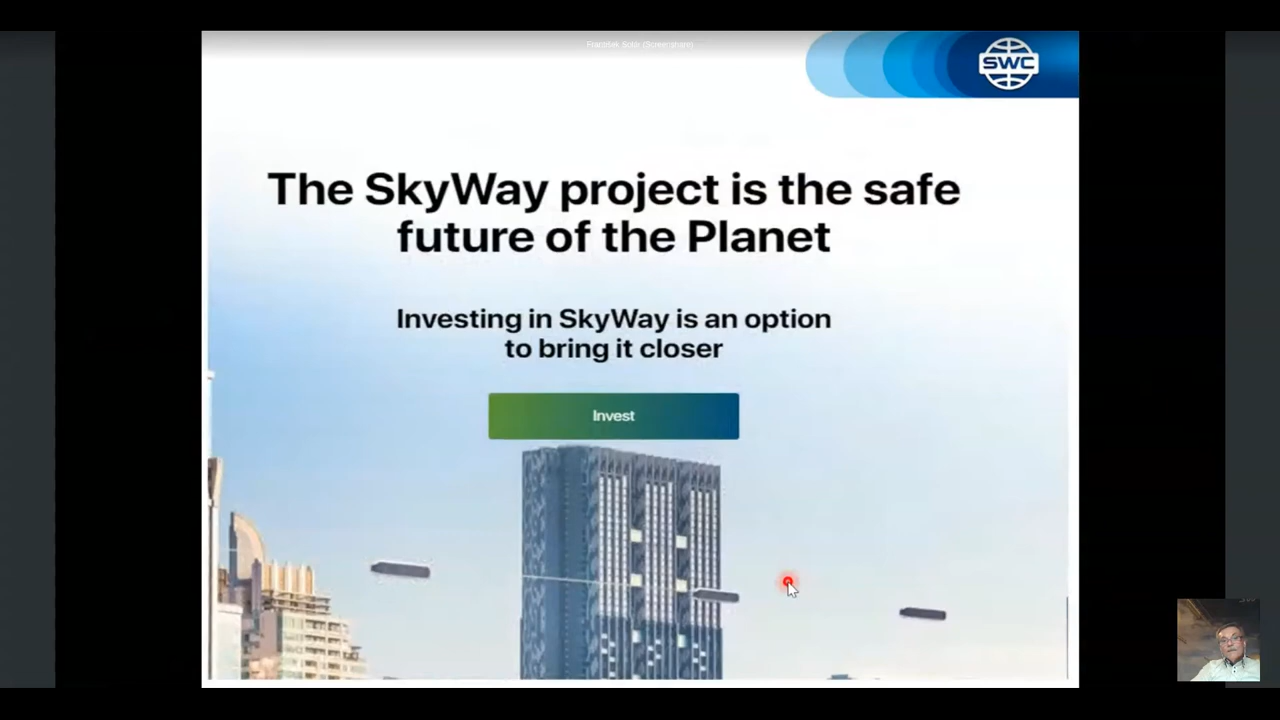 SWC
The SkyWay project is the safe
future of the Planet
Investing in SkyWay is an option
to bring it closer
Invest